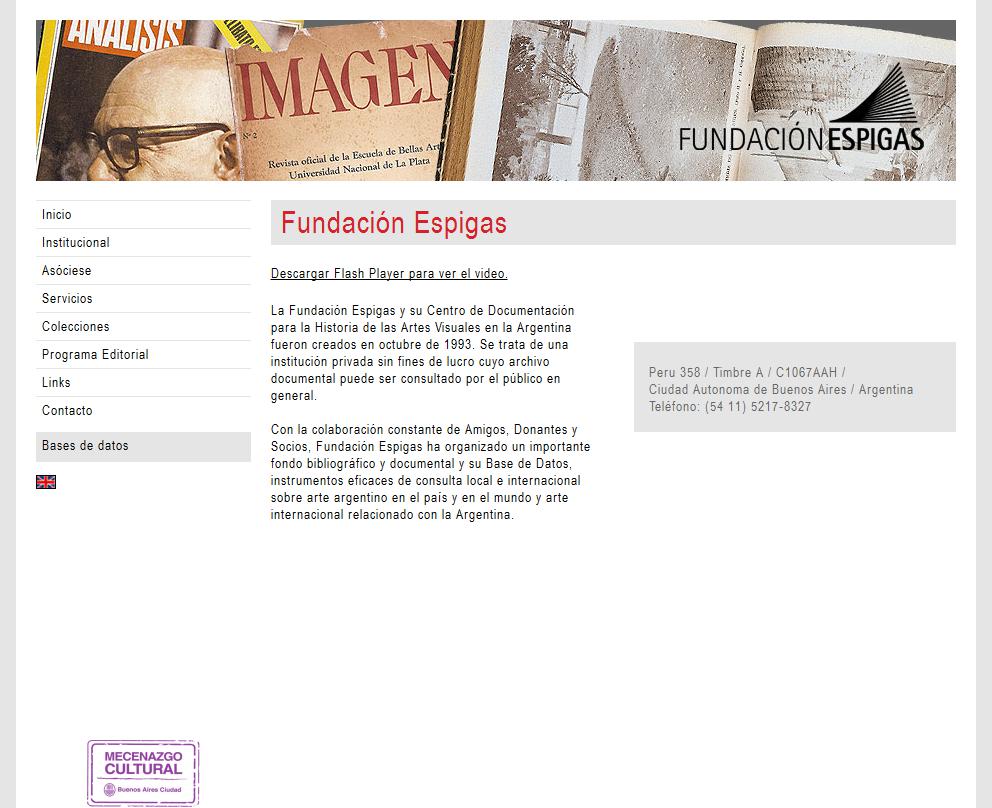 ANALISIS
IMAGEN
Nº 2
Revista oficial de la Escuela de Bellas Art
Universidad Nacional de La Plata
FUNDACIÓNESPIGAS
Inicio
Institucional
Asóciese
Servicios
Colecciones
Programa Editorial
Links
Contacto
Bases de datos
Fundación Espigas
Descargar Flash Player para ver el video.
La Fundación Espigas y su Centro de Documentación
para la Historia de las Artes Visuales en la Argentina
fueron creados en octubre de 1993. Se trata de una
institución privada sin fines de lucro cuyo archivo
documental puede ser consultado por el público en
general.
Con la colaboración constante de Amigos, Donantes y
Socios, Fundación Espigas ha organizado un importante
fondo bibliográfico y documental y su Base de Datos,
instrumentos eficaces de consulta local e internacional
sobre arte argentino en el país y en el mundo y arte
internacional relacionado con la Argentina.
Peru 358 / Timbre A / C1067AAH /
Ciudad Autonoma de Buenos Aires / Argentina
Teléfono: (54 11) 5217-8327
MECENAZGO
CULTURAL
Buenos Aires Ciudad